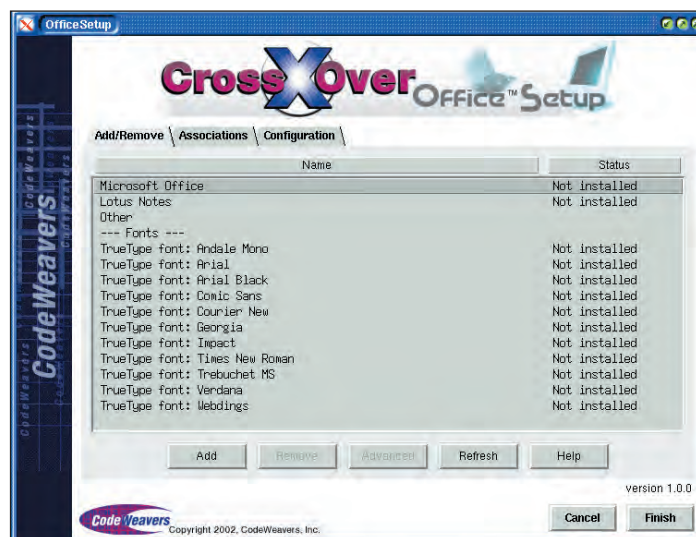 OfficeSetup
CrossOver
Office™ Setup
Add/Remove Associations Configuration
Name Status
Microsoft Office Not installed
Lotus Notes Not installed
Other
--- Fonts ---
TrueType font: Andale Mono Not installed
TrueType font: Arial Not installed
TrueType font: Arial Black Not installed
TrueType font: Comic Sans Not installed
TrueType font: Courier New Not installed
TrueType font: Georgia Not installed
TrueType font: Impact Not installed
TrueType font: Times New Roman Not installed
TrueType font: Trebuchet MS Not installed
TrueType font: Verdana Not installed
TrueType font: Webdings Not installed
CodeWeavers
CodeWeavers
CodeWeavers
CodeWeavers
Add Remove Advanced Refresh Help
version 1.0.0
CodeWeavers Copyright 2002, CodeWeavers, Inc.
Cancel Finish